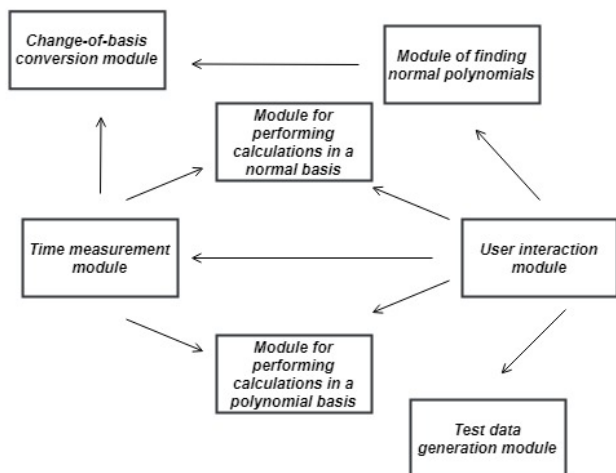 Change-of-basis
conversion module
Module of finding
normal polynomials
Module for
performing
calculations in a
normal basis
Time measurement
module
User interaction
module
Module for
performing
calculations in a
polynomial basis
Test data
generation module